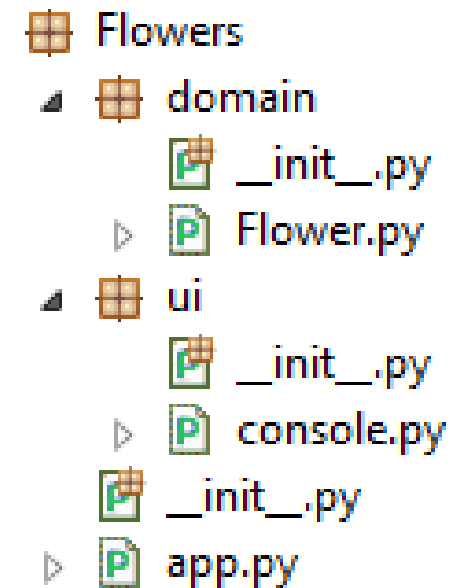 Flowers
domain
__init__.py
Flower.py
ui
__init__.py
console.py
__init__.py
app.py